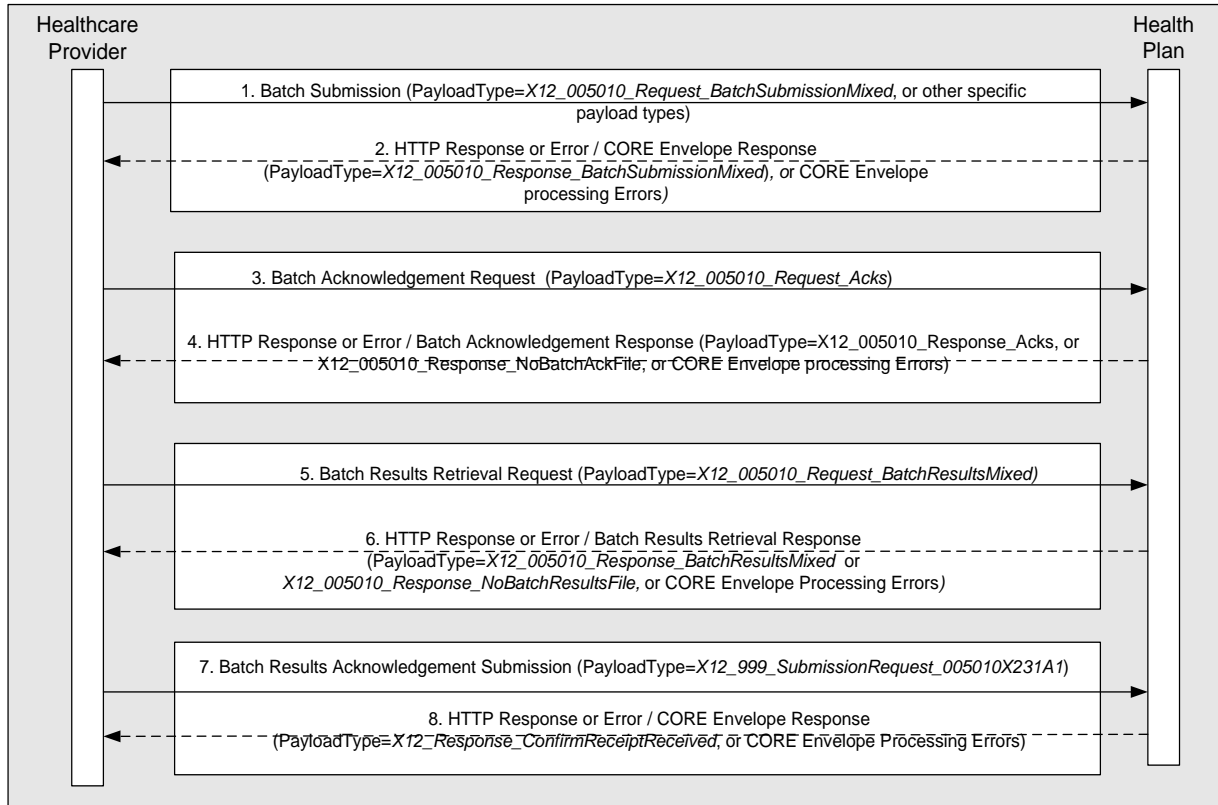 Healthcare
Provider
Health
Plan
1. Batch Submission (PayloadType=X12_005010_Request_BatchSubmissionMixed, or other specific
payload types)
2. HTTP Response or Error / CORE Envelope Response
(PayloadType=X12_005010_Response_BatchSubmissionMixed), or CORE Envelope
processing Errors)
3. Batch Acknowledgement Request (PayloadType=X12_005010_Request_Acks)
4. HTTP Response or Error / Batch Acknowledgement Response (PayloadType=X12_005010_Response_Acks, or
X12_005010_Response_NoBatchAckFile, or CORE Envelope processing Errors)
5. Batch Results Retrieval Request (PayloadType=X12_005010_Request_BatchResultsMixed)
6. HTTP Response or Error / Batch Results Retrieval Response
(PayloadType=X12_005010_Response_BatchResultsMixed or
X12_005010_Response_NoBatchResultsFile, or CORE Envelope Processing Errors)
7. Batch Results Acknowledgement Submission (PayloadType=X12_999_SubmissionRequest_005010X231A1)
8. HTTP Response or Error / CORE Envelope Response
(PayloadType=X12_Response_ConfirmReceiptReceived, or CORE Envelope Processing Errors)